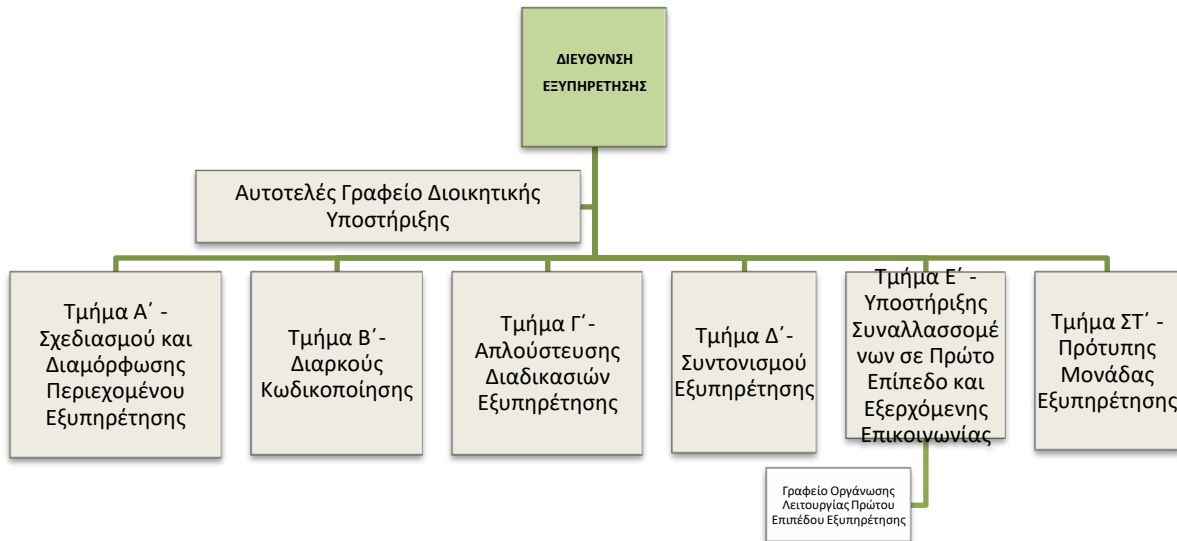 ΔΙΕΥΘΥΝΣΗ
ΕΞΥΠΗΡΕΤΗΣΗΣ
Αυτοτελές Γραφείο Διοικητικής
Υποστήριξης
Τμήμα Α΄ -
Σχεδιασμού και
Διαμόρφωσης
Περιεχομένου
Εξυπηρέτησης
Τμήμα Β΄-
Διαρκούς
Κωδικοποίησης
Τμήμα Γ΄-
Απλούστευσης
Διαδικασιών
Εξυπηρέτησης
Τμήμα Δ΄-
Συντονισμού
Εξυπηρέτησης
Τμήμα Ε΄ -
Υποστήριξης
Συναλλασσομέ
νων σε Πρώτο
Επίπεδο και
Εξερχόμενης
Επικοινωνίας
Τμήμα ΣΤ΄ -
Πρότυπης
Μονάδας
Εξυπηρέτησης
Γραφείο Οργάνωσης
Λειτουργίας Πρώτου
Επιπέδου Εξυπηρέτησης